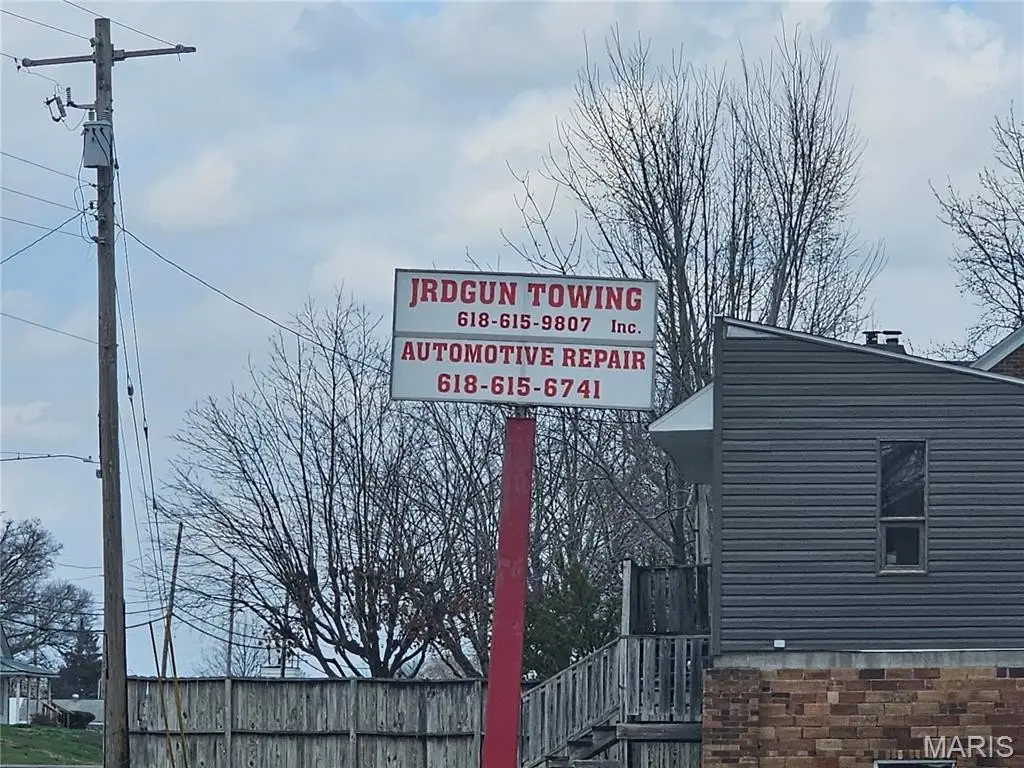 JRDGUN TOWING
618-615-9807 Inc.
AUTOMOTIVE REPAIR
618-615-6741
MARIS